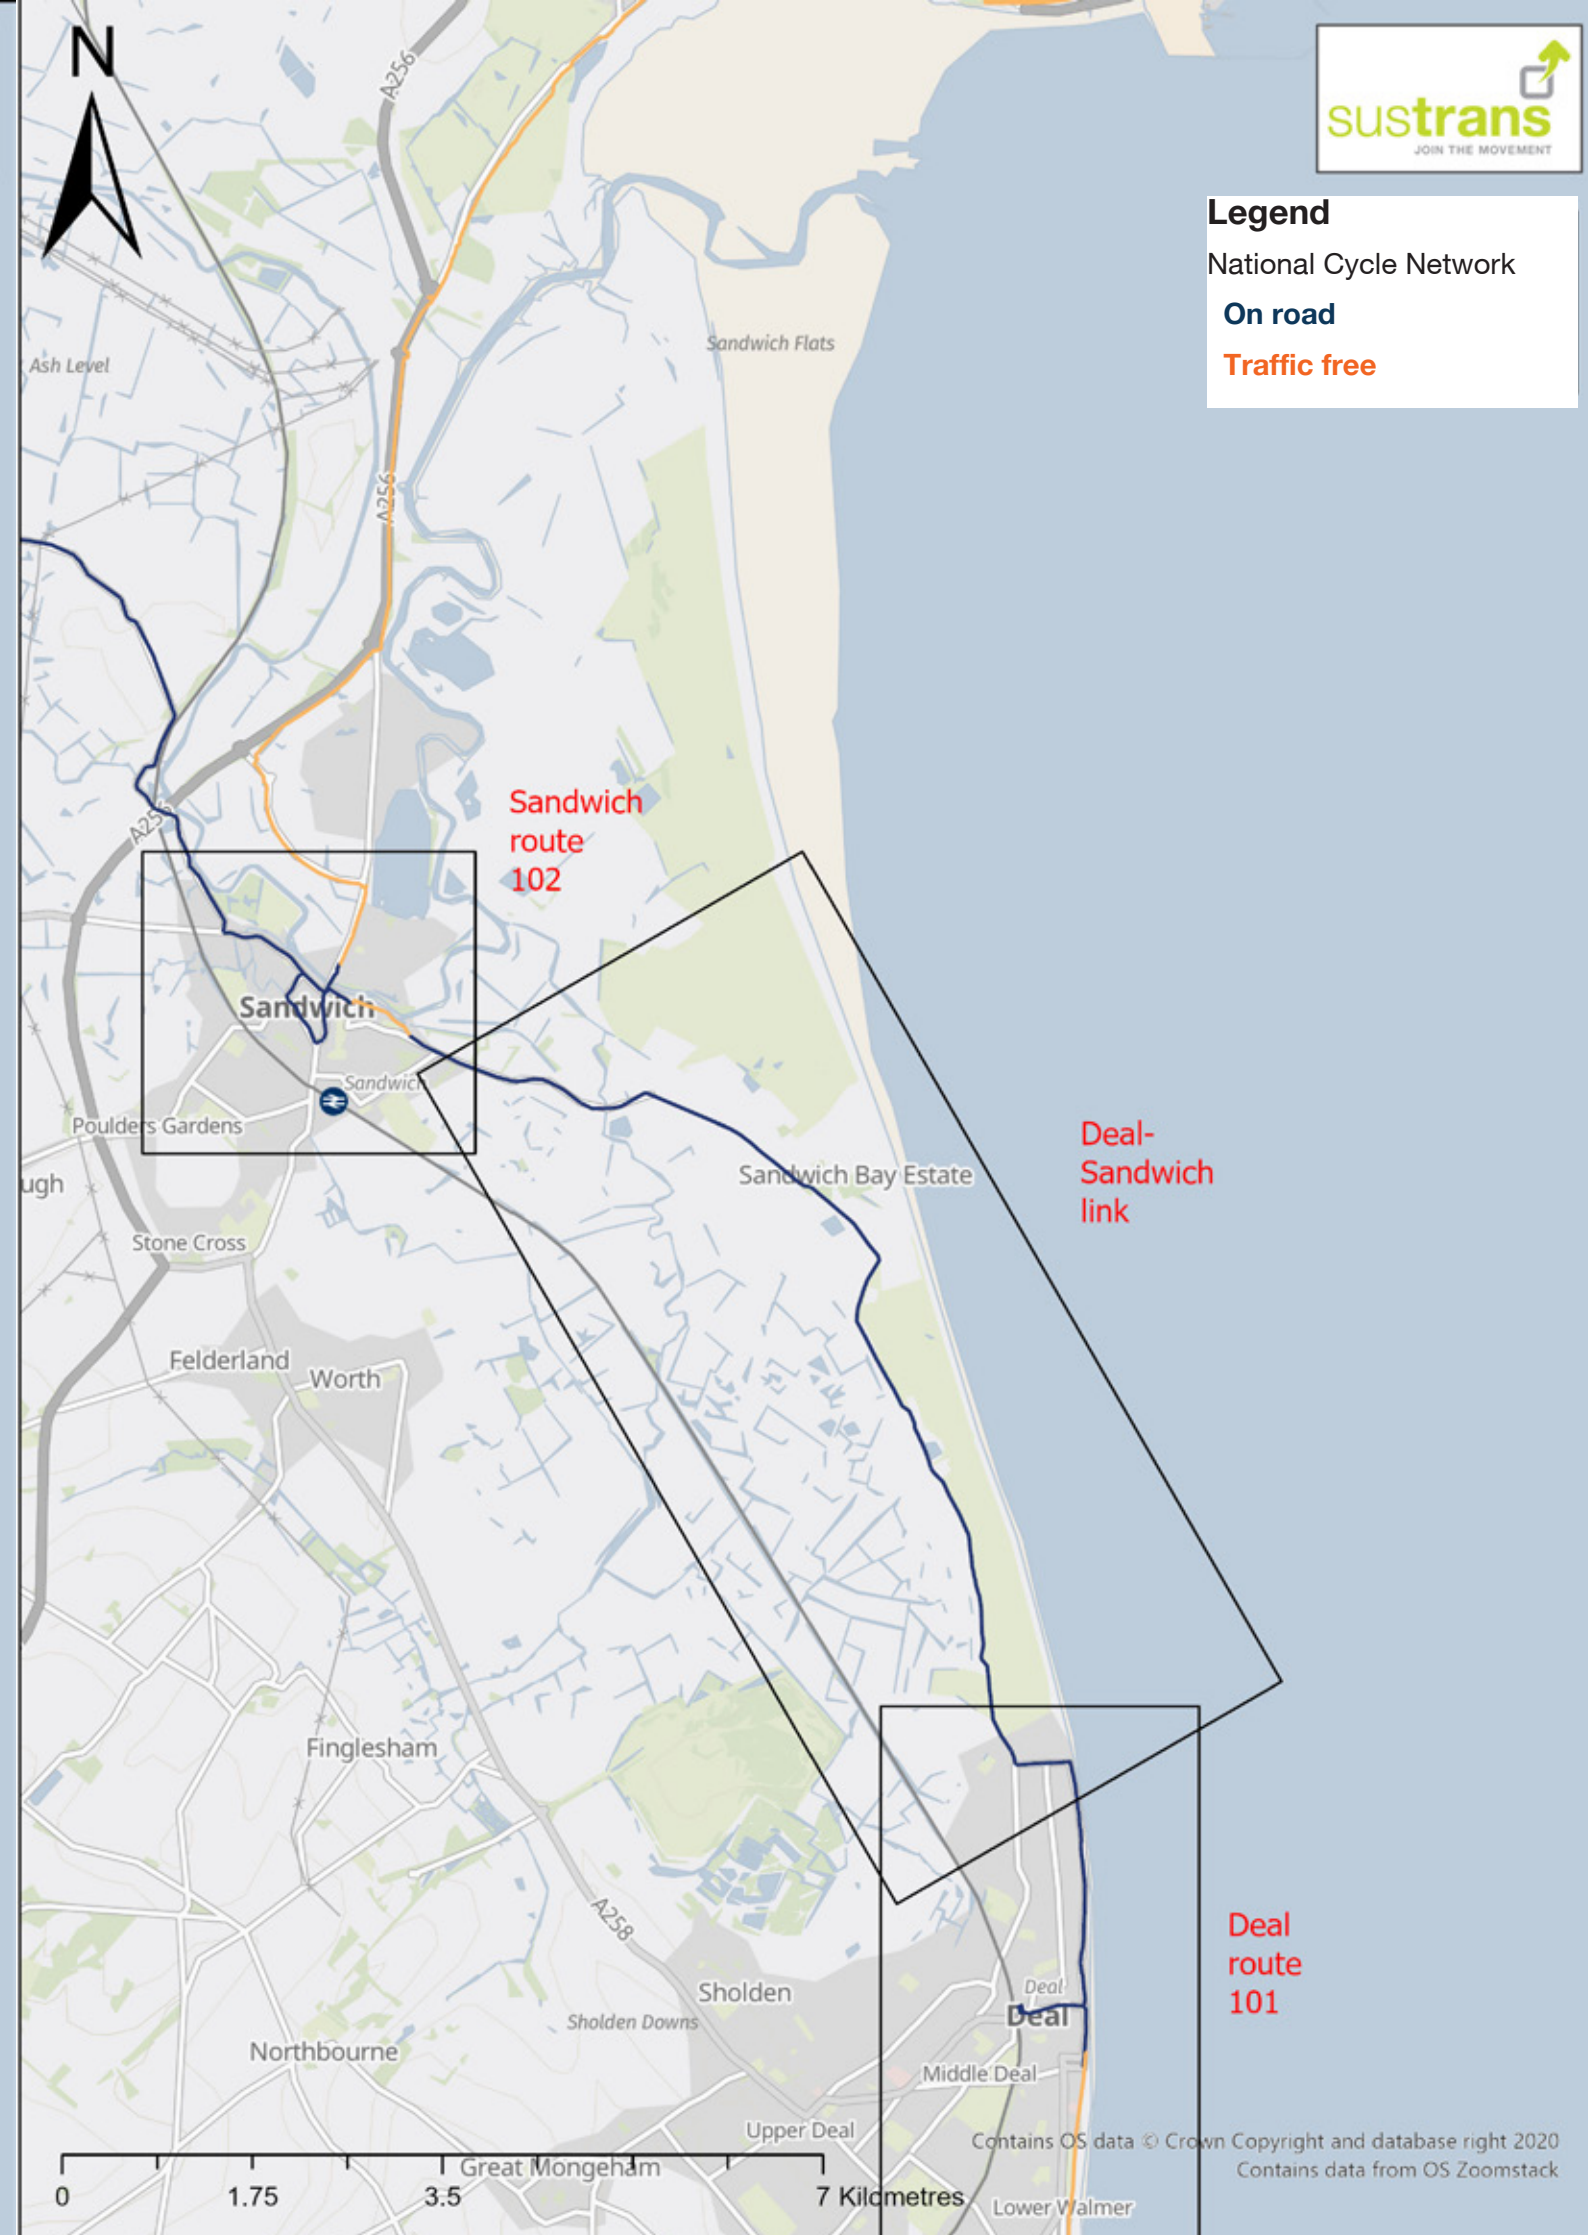 N
A256
sustrans
JOIN THE MOVEMENT
Legend
National Cycle Network
On road
Traffic free
Sandwich Flats
Ash Level
A256
Sandwich
route
102
A256
Sandwich
Sandwich
Poulders Gardens
Deal-
Sandwich
link
Sandwich Bay Estate
ugh
Stone Cross
Felderland
Worth
Finglesham
A258
Deal
route
101
Sholden
Deal
Deal
Sholden Downs
Northbourne
Middle Deal
Upper Deal
Contains OS data © Crown Copyright and database right 2020
Contains data from OS Zoomstack
Great Mongeham
0 1.75 3.5 7 Kilometres
Lower Walmer